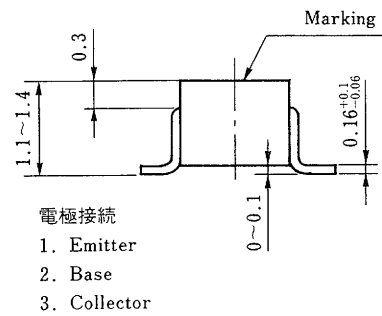 Marking
0.3
1.1~1.4
0.16+0.1-0.06
0~0.1
電極接続
1. Emitter
2. Base
3. Collector